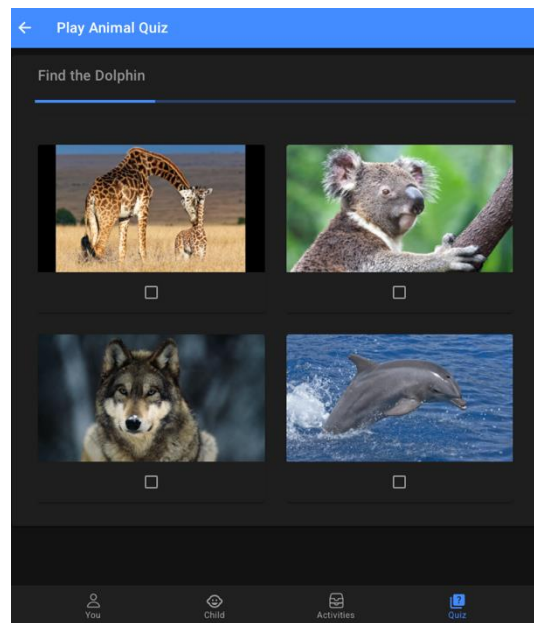 Play Animal Quiz
Find the Dolphin
You
Child
Activities
Quiz